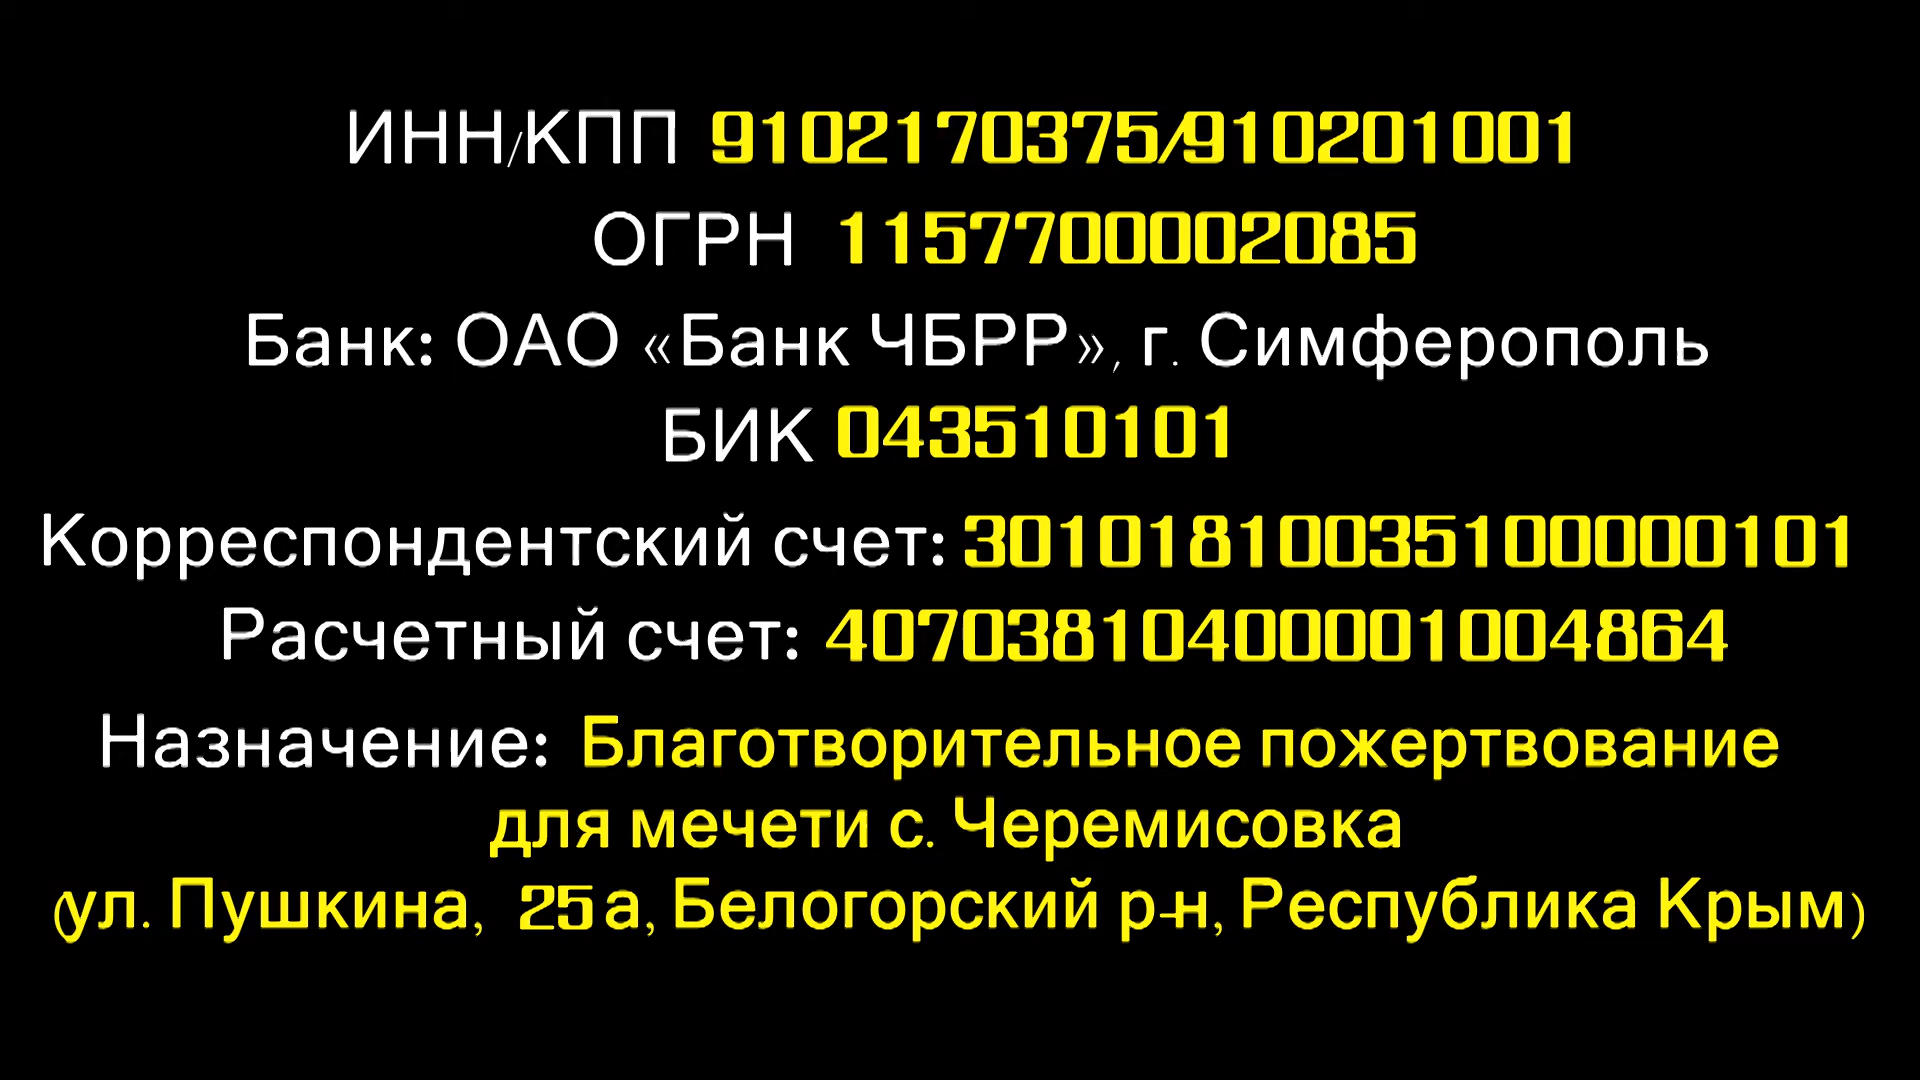 ИНН/КПП 9102170375/910201001
ОГРН 1157700002085
Банк: ОАО «Банк ЧБРР», г. Симферополь
БИК 043510101
Корреспондентский счет: 30101810035100000101
Расчетный счет: 40703810400001004864
Назначение: Благотворительное пожертвование
для мечети с. Черемисовка
(ул. Пушкина, 25а, Белогорский р-н, Республика Крым)